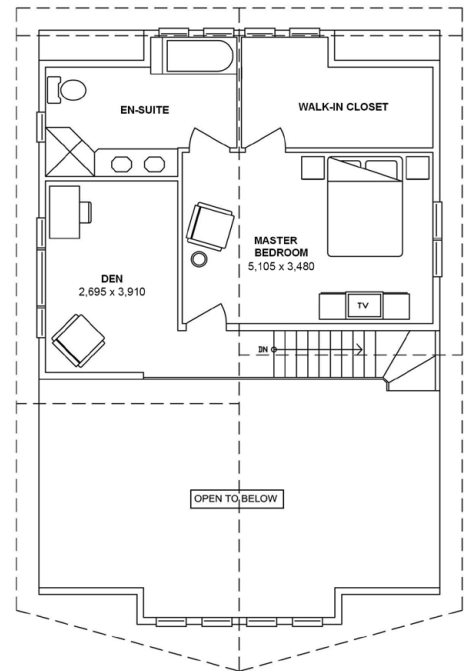 EN-SUITE
WALK-IN CLOSET
MASTER
BEDROOM
5,105 x 3,480
DEN
2,695 x 3,910
TV
DN
OPEN TO BELOW